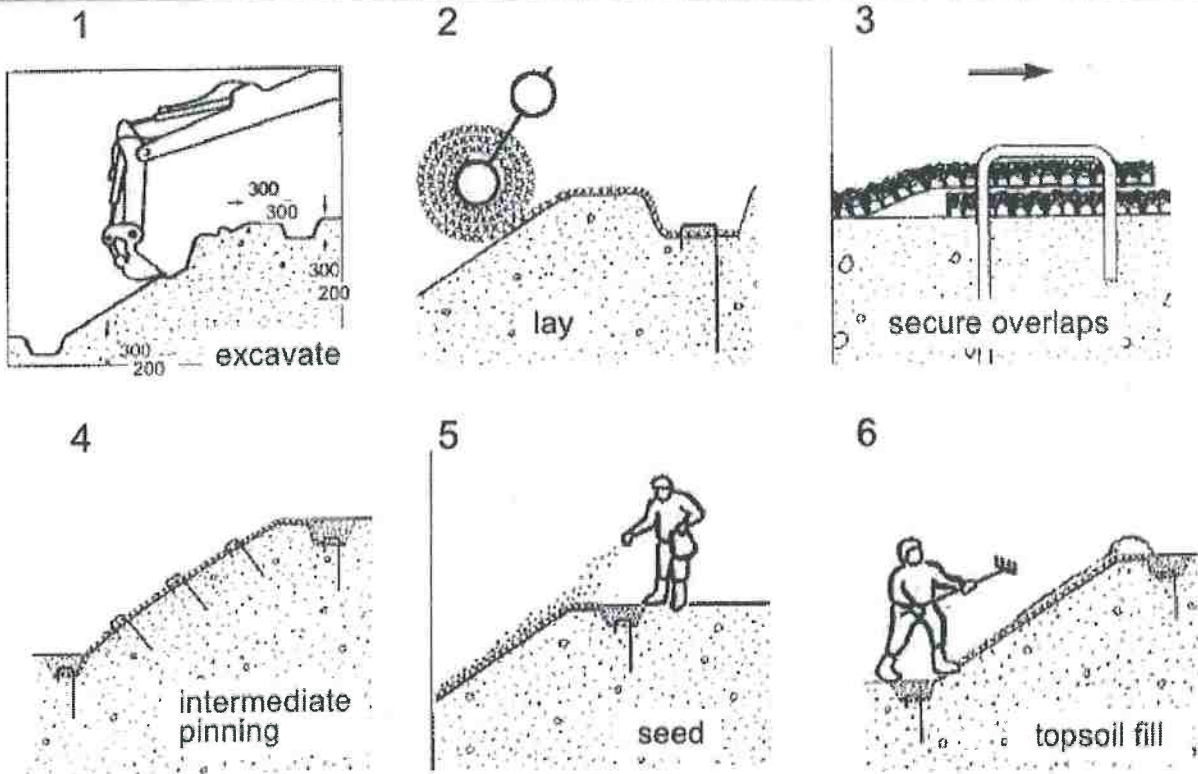 1
2
3
300
300
300
200
300
200
excavate
lay
secure overlaps
4
5
6
intermediate
pinning
seed
topsoil fill